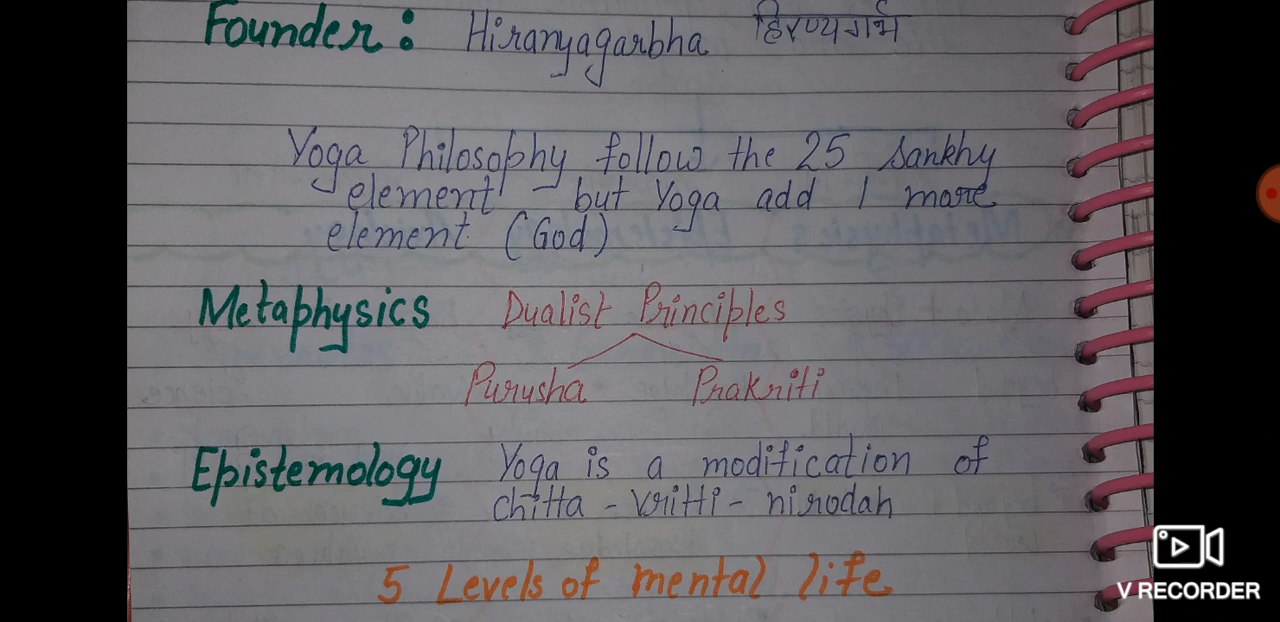 Founder: Hiranyagarbha हिरण्यगर्भ
Yoga Philosophy follow the 25 Sankhy
element - but Yoga add 1 more
element (God)
Metaphysics Dualist Principles
Purusha Prakriti
Epistemology Yoga is a modification of
chitta - vritti - nirodah
5 Levels of mental life
V RECORDER